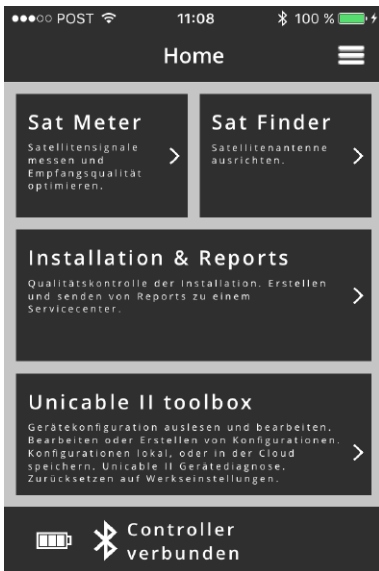 ●●●○○ POST 11:08 100 %
Home
Sat Meter
Satellitensignale
messen und
Empfangsqualität
optimieren.
Sat Finder
Satellitenantenne
ausrichten.
Installation & Reports
Qualitätskontrolle der Installation. Erstellen
und senden von Reports zu einem
Servicecenter.
Unicable II toolbox
Gerätekonfiguration auslesen und bearbeiten.
Bearbeiten oder Erstellen von Konfigurationen.
Konfigurationen lokal, oder in der Cloud
speichern. Unicable II Gerätediagnose.
Zurücksetzen auf Werkseinstellungen.
Controller
verbunden